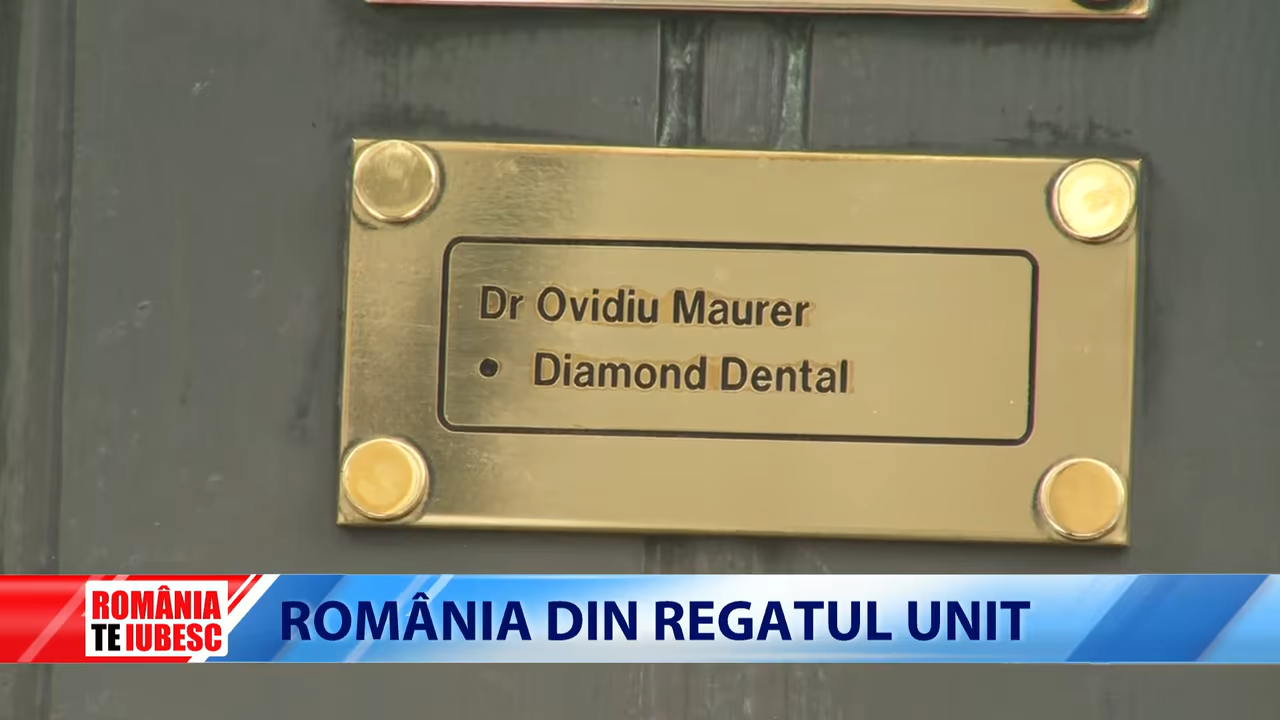 Dr Ovidiu Maurer
• Diamond Dental
ROMÂNIA
TE IUBESC
ROMÂNIA DIN REGATUL UNIT